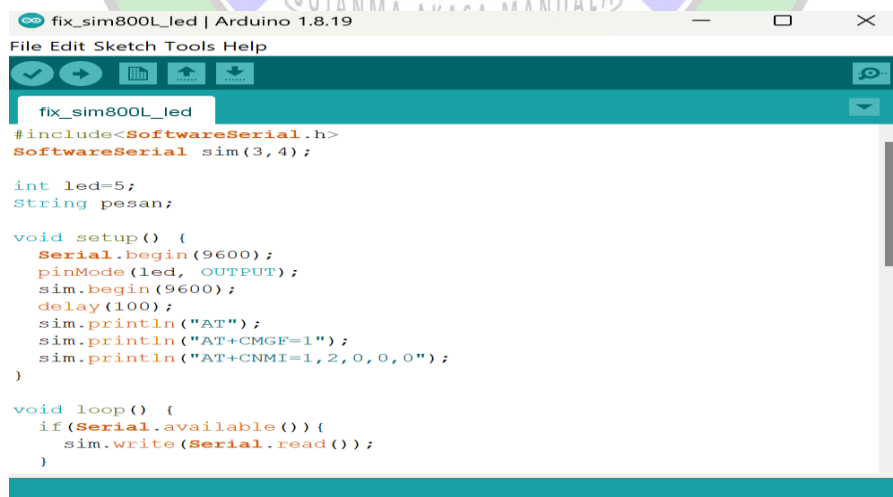 fix_sim800L_led | Arduino 1.8.19
File Edit Sketch Tools Help
fix_sim800L_led
#include<SoftwareSerial.h>
SoftwareSerial sim(3,4);
int led=5;
String pesan;
void setup() {
Serial.begin(9600);
pinMode(led, OUTPUT);
sim.begin(9600);
delay(100);
sim.println("AT");
sim.println("AT+CMGF=1");
sim.println("AT+CNMI=1,2,0,0,0");
}
void loop() {
if(Serial.available()){
sim.write(Serial.read());
}